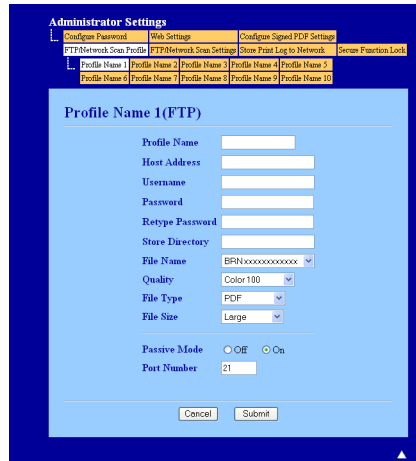 Administrator Settings
Configure Password Web Settings Configure Signed PDF Settings
FTP/Network Scan Profile FTP/Network Scan Settings Store Print Log to Network Secure Function Lock
Profile Name 1 Profile Name 2 Profile Name 3 Profile Name 4 Profile Name 5
Profile Name 6 Profile Name 7 Profile Name 8 Profile Name 9 Profile Name 10
Profile Name 1(FTP)
Profile Name
Host Address
Username
Password
Retype Password
Store Directory
File Name BRNxxxxxxxxxxxx
Quality Color 100
File Type PDF
File Size Large
Passive Mode Off On
Port Number 21
Cancel Submit